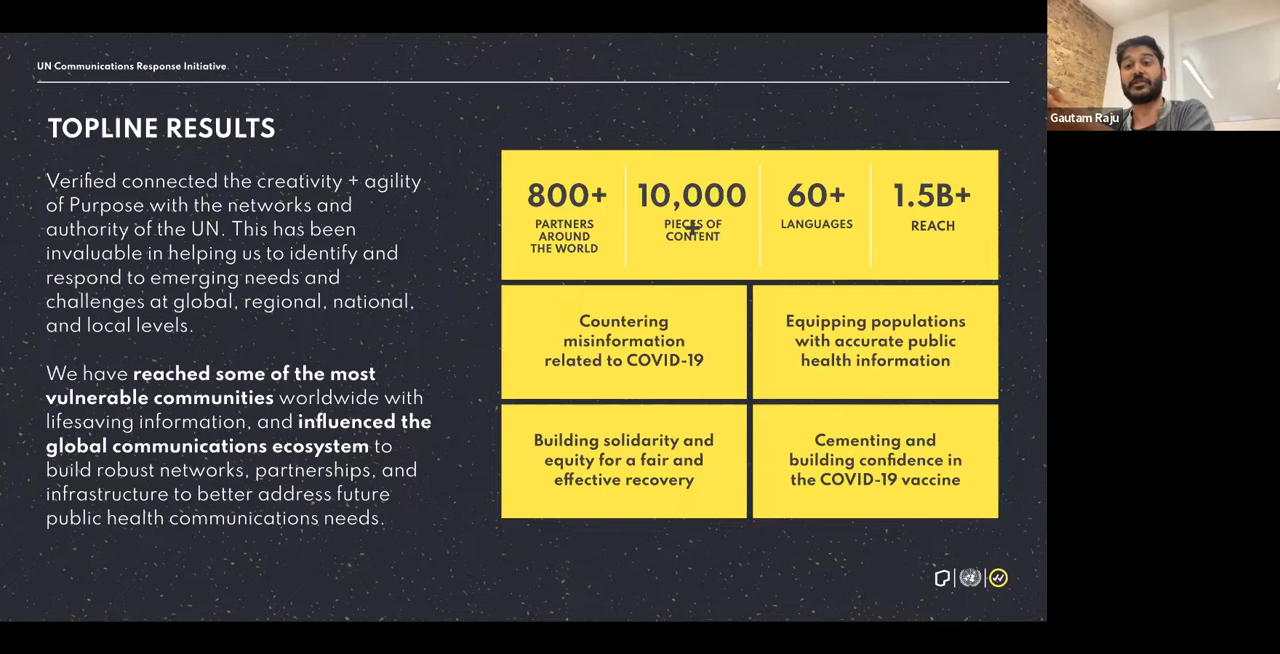 UN Communications Response Initiative
TOPLINE RESULTS
Verified connected the creativity + agility
of Purpose with the networks and
authority of the UN. This has been
invaluable in helping us to identify and
respond to emerging needs and
challenges at global, regional, national,
and local levels.
We have reached some of the most
vulnerable communities worldwide with
lifesaving information, and influenced the
global communications ecosystem to
build robust networks, partnerships, and
infrastructure to better address future
public health communications needs.
800+
PARTNERS
AROUND
THE WORLD
10,000
+
PIECES OF
CONTENT
60+
LANGUAGES
1.5B+
REACH
Countering
misinformation
related to COVID-19
Equipping populations
with accurate public
health information
Building solidarity and
equity for a fair and
effective recovery
Cementing and
building confidence in
the COVID-19 vaccine
Gautam Raju